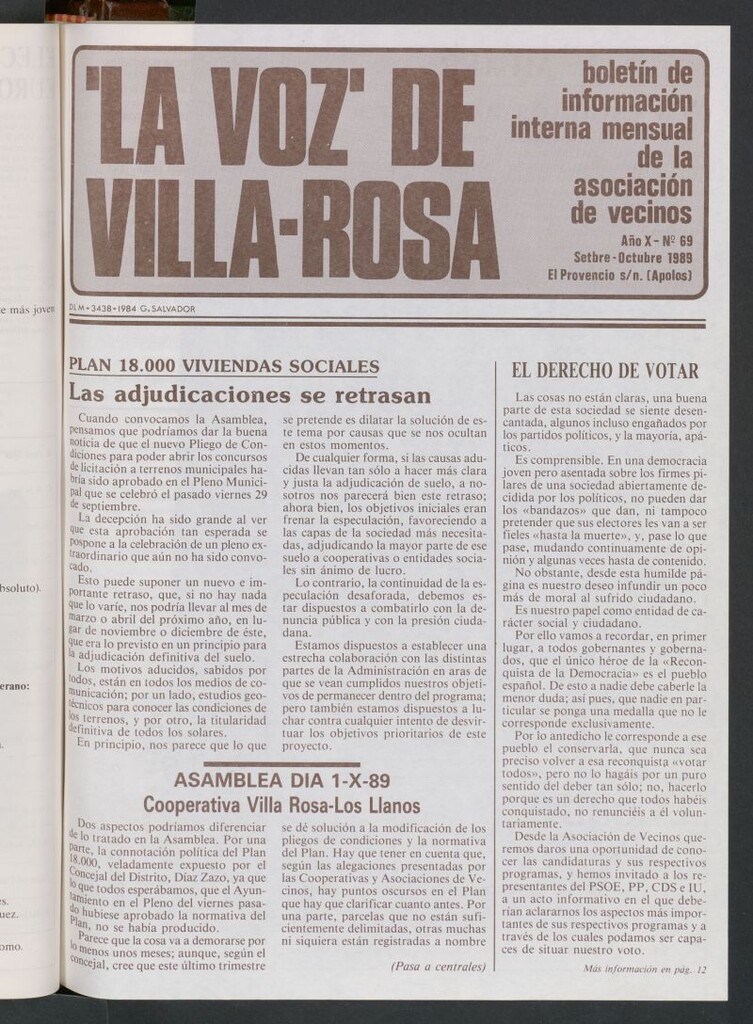 'LA VOZ' DE
VILLA-ROSA
boletín de
información
interna mensual
de la
asociación
de vecinos
Año X - Nº 69
Setbre - Octubre 1989
El Provencio s/n. (Apolos)
DLM-3438-1984 G. SALVADOR
PLAN 18.000 VIVIENDAS SOCIALES
Las adjudicaciones se retrasan
Cuando convocamos la Asamblea,
pensamos que podríamos dar la buena
noticia de que el nuevo Pliego de Con-
diciones para poder abrir los concursos
de licitación a terrenos municipales ha-
bría sido aprobado en el Pleno Munici-
pal que se celebró el pasado viernes 29
de septiembre.
La decepción ha sido grande al ver
que esta aprobación tan esperada se
pospone a la celebración de un pleno ex-
traordinario que aún no ha sido convo-
cado.
Esto puede suponer un nuevo e im-
portante retraso, que, si no hay nada
que lo varíe, nos podría llevar al mes de
marzo o abril del próximo año, en lu-
gar de noviembre o diciembre de éste,
que era lo previsto en un principio para
la adjudicación definitiva del suelo.
Los motivos aducidos, sabidos por
todos, están en todos los medios de co-
municación; por un lado, estudios geo-
técnicos para conocer las condiciones de
los terrenos, y por otro, la titularidad
definitiva de todos los solares.
En principio, nos parece que lo que
se pretende es dilatar la solución de es-
te tema por causas que se nos ocultan
en estos momentos.
De cualquier forma, si las causas adu-
cidas llevan tan sólo a hacer más clara
y justa la adjudicación de suelo, a no-
sotros nos parecerá bien este retraso;
ahora bien, los objetivos iniciales eran
frenar la especulación, favoreciendo a
las capas de la sociedad más necesita-
das, adjudicando la mayor parte de ese
suelo a cooperativas o entidades socia-
les sin ánimo de lucro.
Lo contrario, la continuidad de la es-
peculación desaforada, debemos es-
tar dispuestos a combatirlo con la de-
nuncia pública y con la presión ciuda-
dana.
Estamos dispuestos a establecer una
estrecha colaboración con las distintas
partes de la Administración en aras de
que se vean cumplidos nuestros objeti-
vos de permanecer dentro del programa;
pero también estamos dispuestos a lu-
char contra cualquier intento de desvir-
tuar los objetivos prioritarios de este
proyecto.
ASAMBLEA DIA 1-X-89
Cooperativa Villa Rosa-Los Llanos
Dos aspectos podríamos diferenciar
de lo tratado en la Asamblea. Por una
parte, la connotación política del Plan
18.000, veladamente expuesto por el
Concejal del Distrito, Díaz Zazo, ya que
lo que todos esperábamos, que el Ayun-
tamiento en el Pleno del viernes pasa-
do hubiese aprobado la normativa del
Plan, no se había producido.
Parece que la cosa va a demorarse por
lo menos unos meses; aunque, según el
concejal, cree que este último trimestre
se dé solución a la modificación de los
pliegos de condiciones y la normativa
del Plan. Hay que tener en cuenta que,
según las alegaciones presentadas por
las Cooperativas y Asociaciones de Ve-
cinos, hay puntos oscuros en el Plan
que hay que clarificar cuanto antes. Por
una parte, parcelas que no están sufi-
cientemente delimitadas, otras muchas
ni siquiera están registradas a nombre
(Pasa a centrales)
EL DERECHO DE VOTAR
Las cosas no están claras, una buena
parte de esta sociedad se siente desen-
cantada, algunos incluso engañados por
los partidos políticos, y la mayoría, apá-
ticos.
Es comprensible. En una democracia
joven pero asentada sobre los firmes pi-
lares de una sociedad abiertamente de-
cidida por los políticos, no pueden dar
los «bandazos» que dan, ni tampoco
pretender que sus electores les van a ser
fieles «hasta la muerte», y, pase lo que
pase, mudando continuamente de opi-
nión y algunas veces hasta de contenido.
No obstante, desde esta humilde pá-
gina es nuestro deseo infundir un poco
más de moral al sufrido ciudadano.
Es nuestro papel como entidad de ca-
rácter social y ciudadano.
Por ello vamos a recordar, en primer
lugar, a todos gobernantes y goberna-
dos, que el único héroe de la «Recon-
quista de la Democracia» es el pueblo
español. De esto a nadie debe caberle la
menor duda; así pues, que nadie en par-
ticular se ponga una medalla que no le
corresponde exclusivamente.
Por lo antedicho le corresponde a ese
pueblo el conservarla, que nunca sea
preciso volver a esa reconquista «votar
todos», pero no lo hagáis por un puro
sentido del deber tan sólo; no, hacerlo
porque es un derecho que todos habéis
conquistado, no renunciéis a él volun-
tariamente.
Desde la Asociación de Vecinos que-
remos daros una oportunidad de cono-
cer las candidaturas y sus respectivos
programas, y hemos invitado a los re-
presentantes del PSOE, PP, CDS e IU,
a un acto informativo en el que debe-
rían aclararnos los aspectos más impor-
tantes de sus respectivos programas y a
través de los cuales podamos ser capa-
ces de situar nuestro voto.
Más información en pág. 12
e más joven
bsoluto).
erano:
es.
uez.
omo.